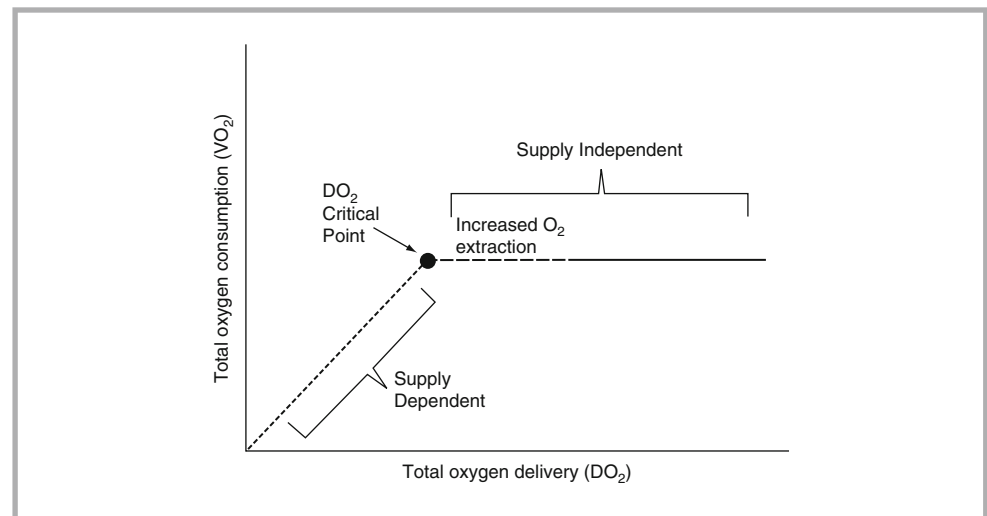 Total oxygen consumption (VO₂)
Supply Independent
DO₂
Critical
Point
Increased O₂
extraction
Supply
Dependent
Total oxygen delivery (DO₂)